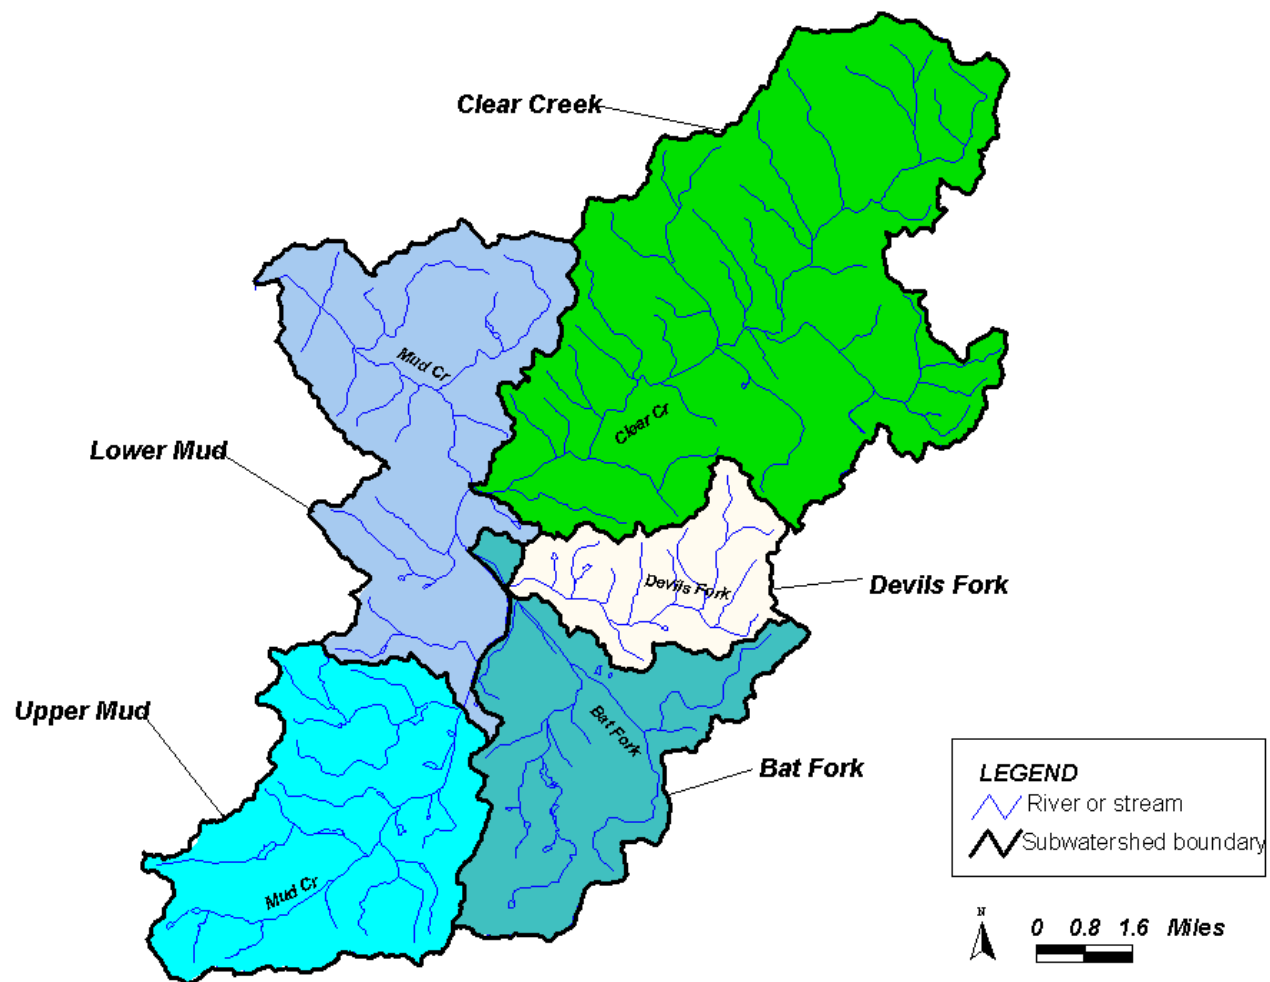 Clear Creek
Mud Cr
Clear Cr
Lower Mud
Devils Fork
Devils Fork
Upper Mud
Bat Fork
Bat Fork
Mud Cr
LEGEND
River or stream
Subwatershed boundary
N
0 0.8 1.6 Miles